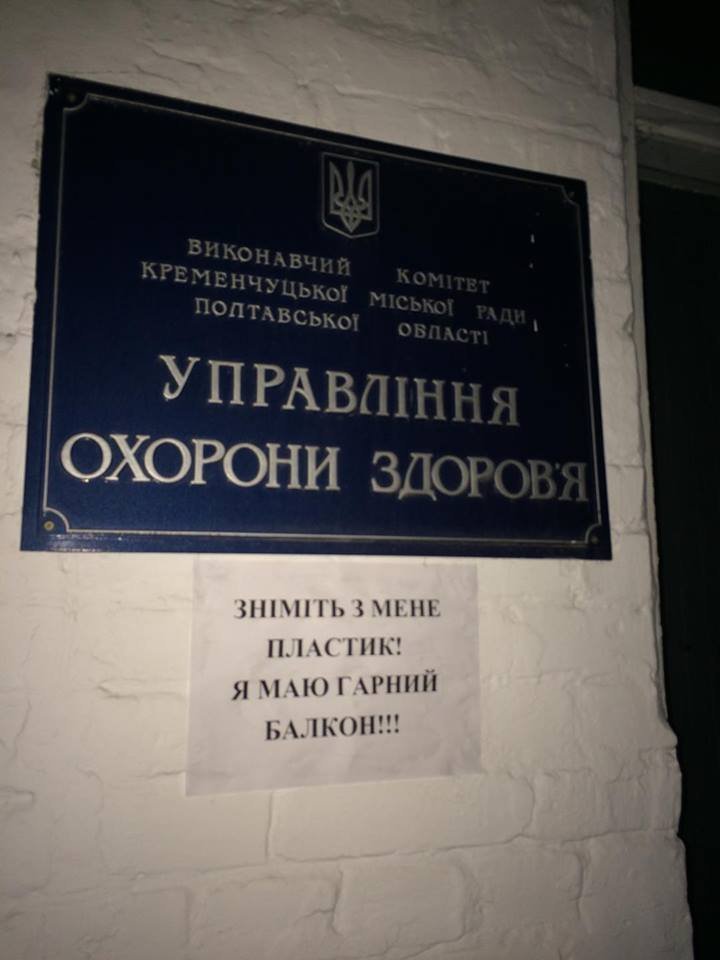 ВИКОНАВЧИЙ КОМІТЕТ
КРЕМЕНЧУЦЬКОЇ МІСЬКОЇ РАДИ
ПОЛТАВСЬКОЇ ОБЛАСТІ
УПРАВЛІННЯ
ОХОРОНИ ЗДОРОВ'Я
ЗНІМІТЬ З МЕНЕ
ПЛАСТИК!
Я МАЮ ГАРНИЙ
БАЛКОН!!!